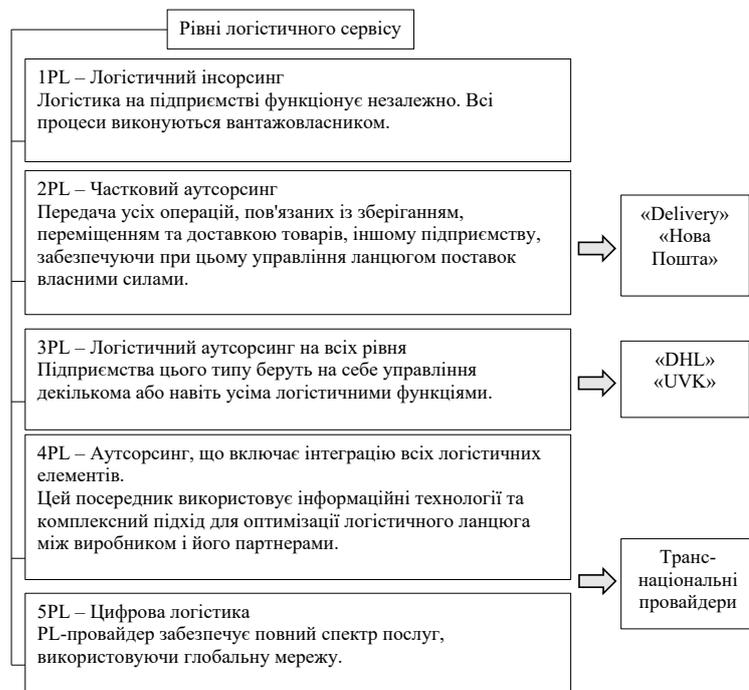 Рівні логістичного сервісу
1PL – Логістичний інсорсинг
Логістика на підприємстві функціонує незалежно. Всі
процеси виконуються вантажовласником.
2PL – Частковий аутсорсинг
Передача усіх операцій, пов'язаних із зберіганням,
переміщенням та доставкою товарів, іншому підприємству,
забезпечуючи при цьому управління ланцюгом поставок
власними силами.
«Delivery»
«Нова
Пошта»
3PL – Логістичний аутсорсинг на всіх рівня
Підприємства цього типу беруть на себе управління
декількома або навіть усіма логістичними функціями.
«DHL»
«UVK»
4PL – Аутсорсинг, що включає інтеграцію всіх логістичних
елементів.
Цей посередник використовує інформаційні технології та
комплексний підхід для оптимізації логістичного ланцюга
між виробником і його партнерами.
Транс-
національні
провайдери
5PL – Цифрова логістика
PL-провайдер забезпечує повний спектр послуг,
використовуючи глобальну мережу.